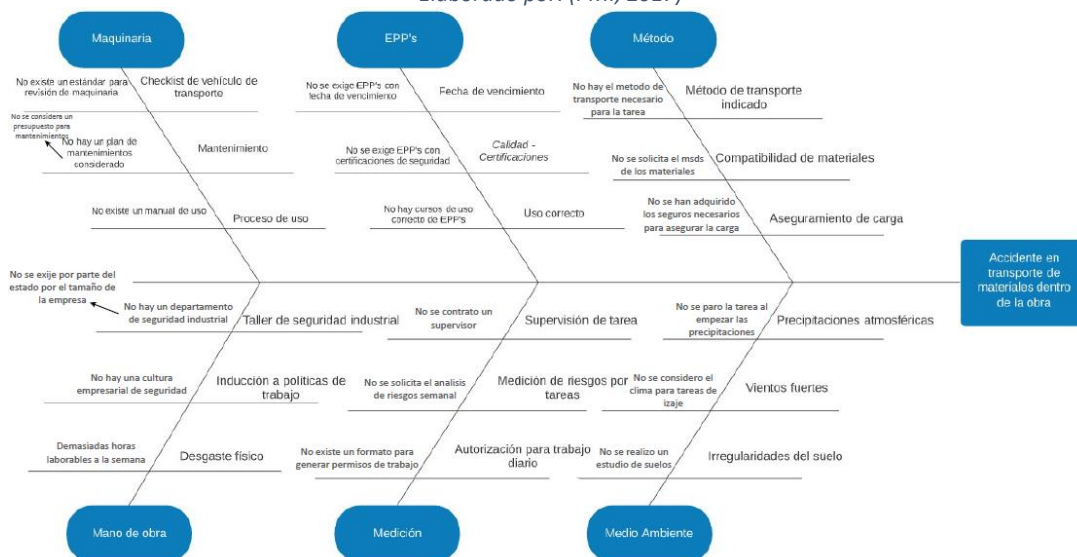 Maquinaria
EPP's
Método
No existe un estándar para
revisión de maquinaria
Checklist de vehículo de
transporte
No se considera un
presupuesto para
mantenimientos
No hay un plan de
mantenimientos
considerado
Mantenimiento
No existe un manual de uso
Proceso de uso
No se exige EPP's con
fecha de vencimiento
Fecha de vencimiento
No se exige EPP's con
certificaciones de seguridad
Calidad -
Certificaciones
No hay cursos de uso
correcto de EPP's
Uso correcto
No hay el metodo de
transporte necesario
para la tarea
Método de transporte
indicado
No se solicita el msds
de los materiales
Compatibilidad de materiales
No se han adquirido
los seguros necesarios
para asegurar la carga
Aseguramiento de carga
Accidente en
transporte de
materiales dentro
de la obra
No se exije por parte del
estado por el tamaño de
la empresa
No hay un departamento
de seguridad industrial
Taller de seguridad industrial
No hay una cultura
empresarial de seguridad
Inducción a políticas de
trabajo
Demasiadas horas
laborables a la semana
Desgaste físico
No se contrato un
supervisor
Supervisión de tarea
No se solicita el analisis
de riesgos semanal
Medición de riesgos por
tareas
No existe un formato para
generar permisos de trabajo
Autorización para trabajo
diario
No se paro la tarea al
empezar las
precipitaciones
Precipitaciones atmosféricas
No se considero el
clima para tareas de
izaje
Vientos fuertes
No se realizo un
estudio de suelos
Irregularidades del suelo
Mano de obra
Medición
Medio Ambiente